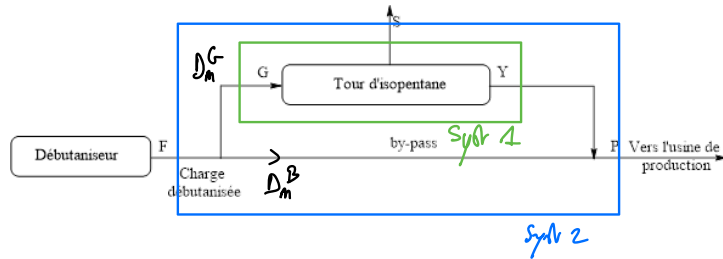 S
D_m^G
G
Tour d'isopentane
Y
Syst 1
Débutaniseur
F
by-pass
P
Vers l'usine de
production
Charge
débutanisée
D_m^B
Syst 2